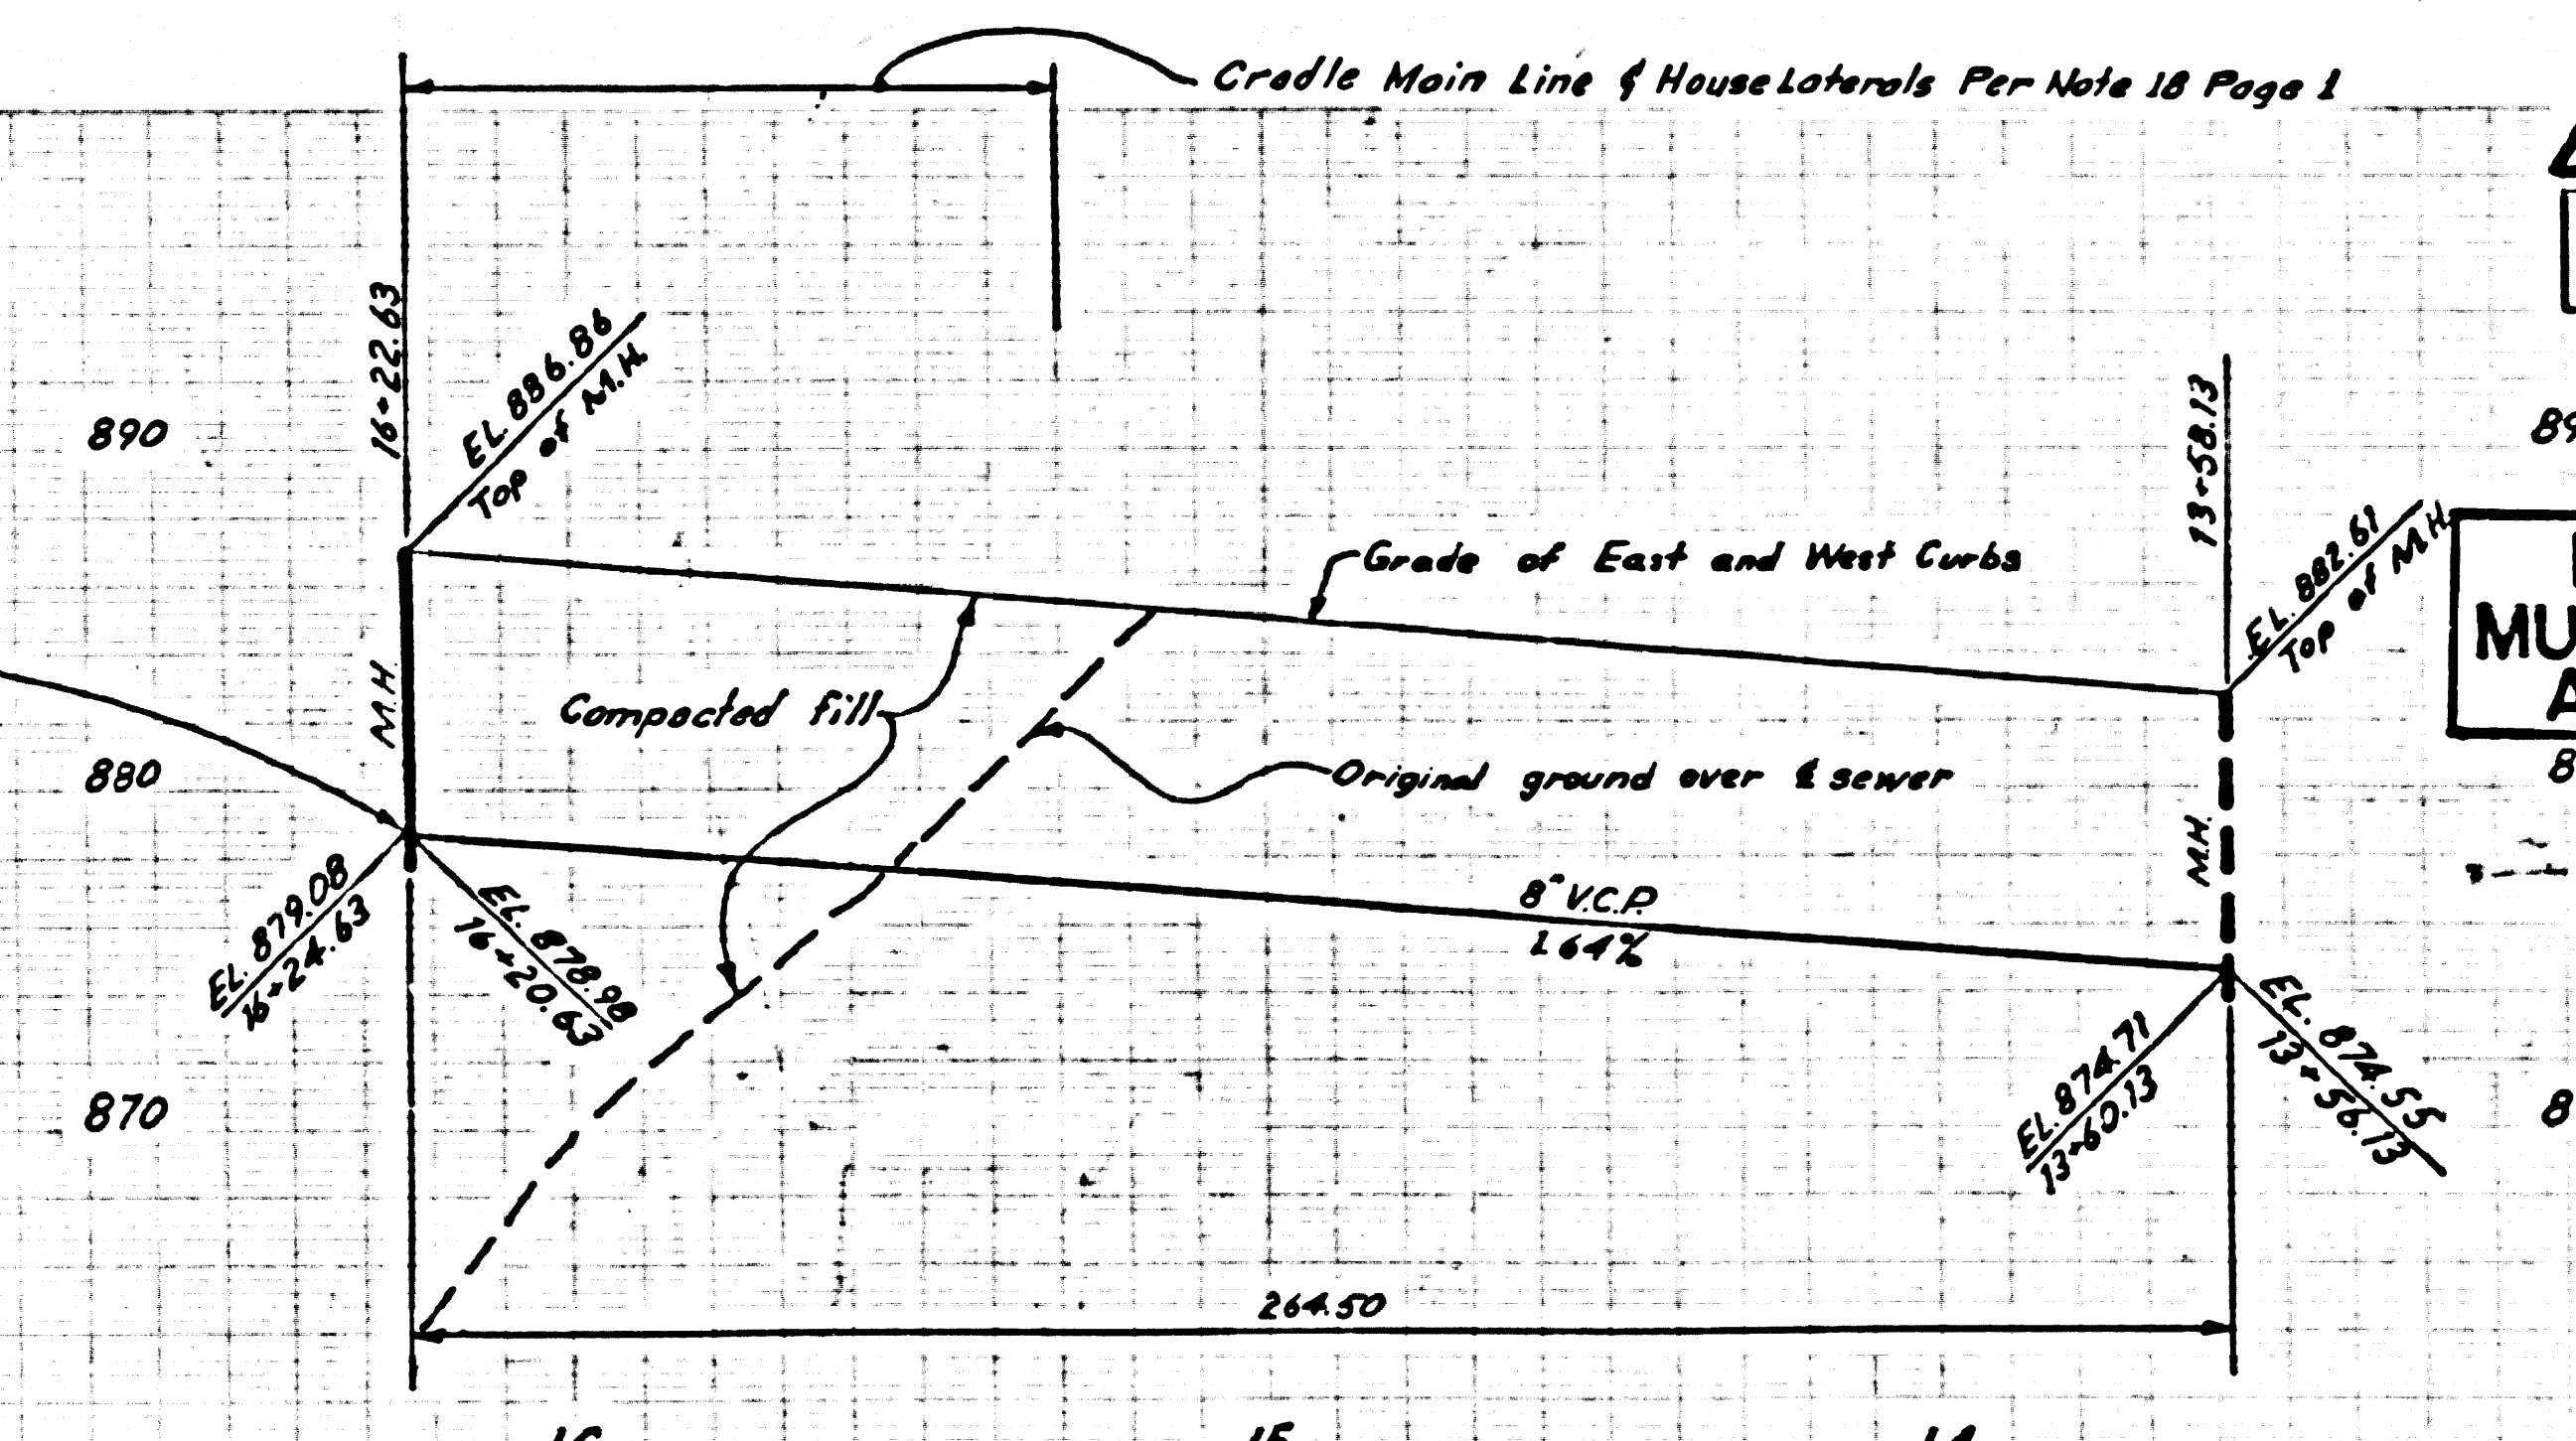 Cradle Main Line & House Laterals Per Note 18 Page 1
16+22.63
EL. 886.86
Top of M.H.
890
13+58.13
EL. 882.61
Top of M.H.
Grade of East and West Curbs
M.H.
Compacted fill
880
Original ground over ℄ sewer
M.H.
MU
8" V.C.P.
1.64%
EL. 879.08
16+24.63
EL. 878.98
16+20.63
870
EL. 874.71
13+60.13
EL. 874.55
13+56.13
264.50